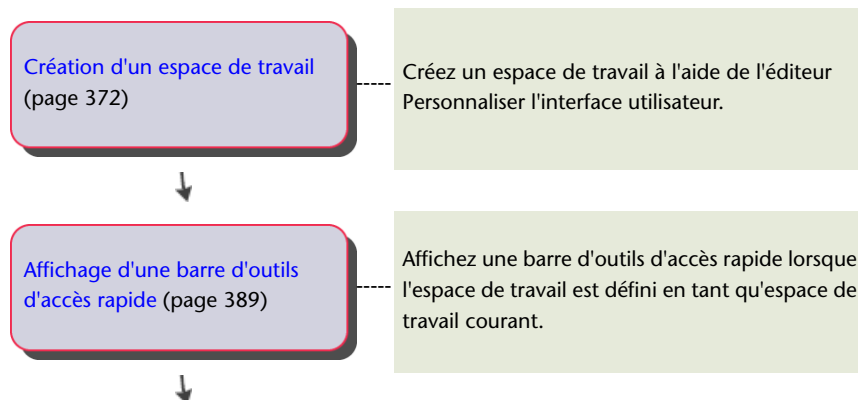 Création d'un espace de travail
(page 372)
Créez un espace de travail à l'aide de l'éditeur
Personnaliser l'interface utilisateur.
Affichage d'une barre d'outils
d'accès rapide (page 389)
Affichez une barre d'outils d'accès rapide lorsque
l'espace de travail est défini en tant qu'espace de
travail courant.